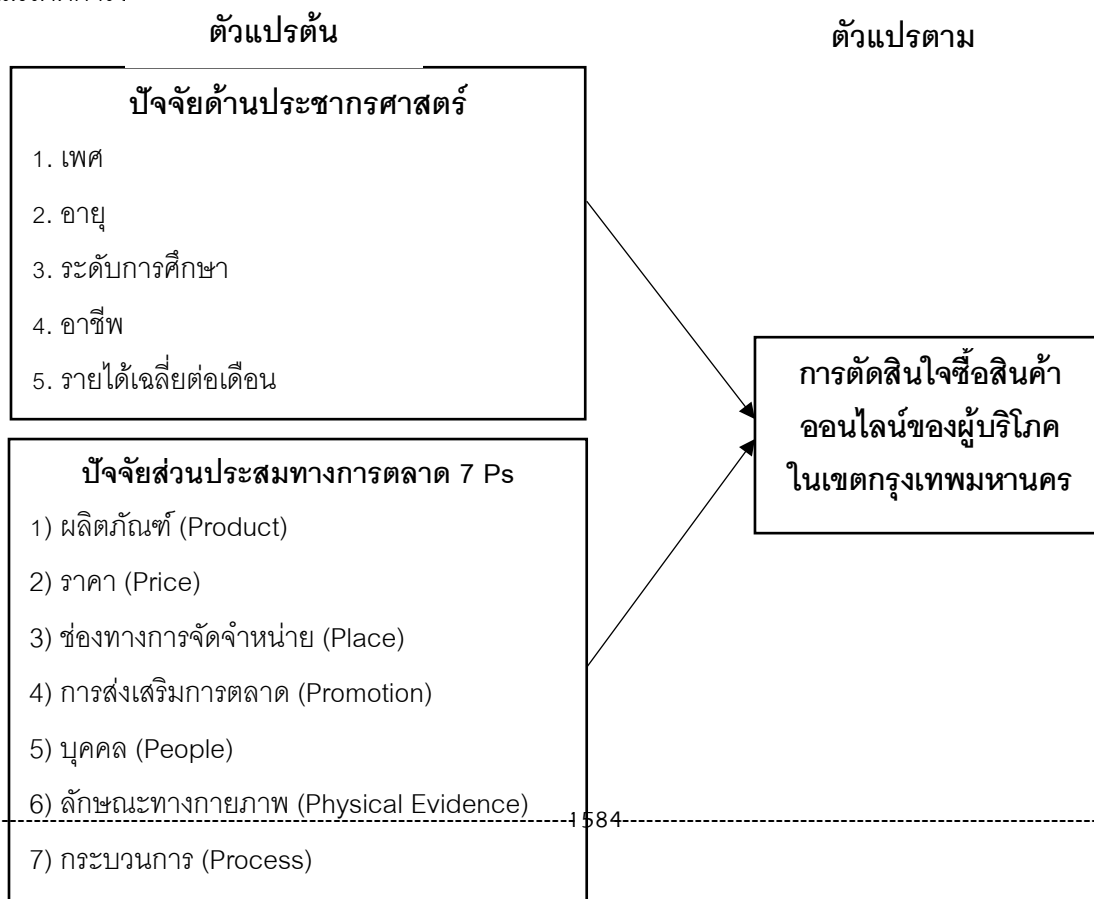 ตัวแปรต้น
ตัวแปรตาม
ปัจจัยด้านประชากรศาสตร์
1. เพศ
2. อายุ
3. ระดับการศึกษา
4. อาชีพ
5. รายได้เฉลี่ยต่อเดือน
ปัจจัยส่วนประสมทางการตลาด 7 Ps
1) ผลิตภัณฑ์ (Product)
2) ราคา (Price)
3) ช่องทางการจัดจำหน่าย (Place)
4) การส่งเสริมการตลาด (Promotion)
5) บุคคล (People)
6) ลักษณะทางกายภาพ (Physical Evidence)
7) กระบวนการ (Process)
การตัดสินใจซื้อสินค้า
ออนไลน์ของผู้บริโภค
ในเขตกรุงเทพมหานคร
1584